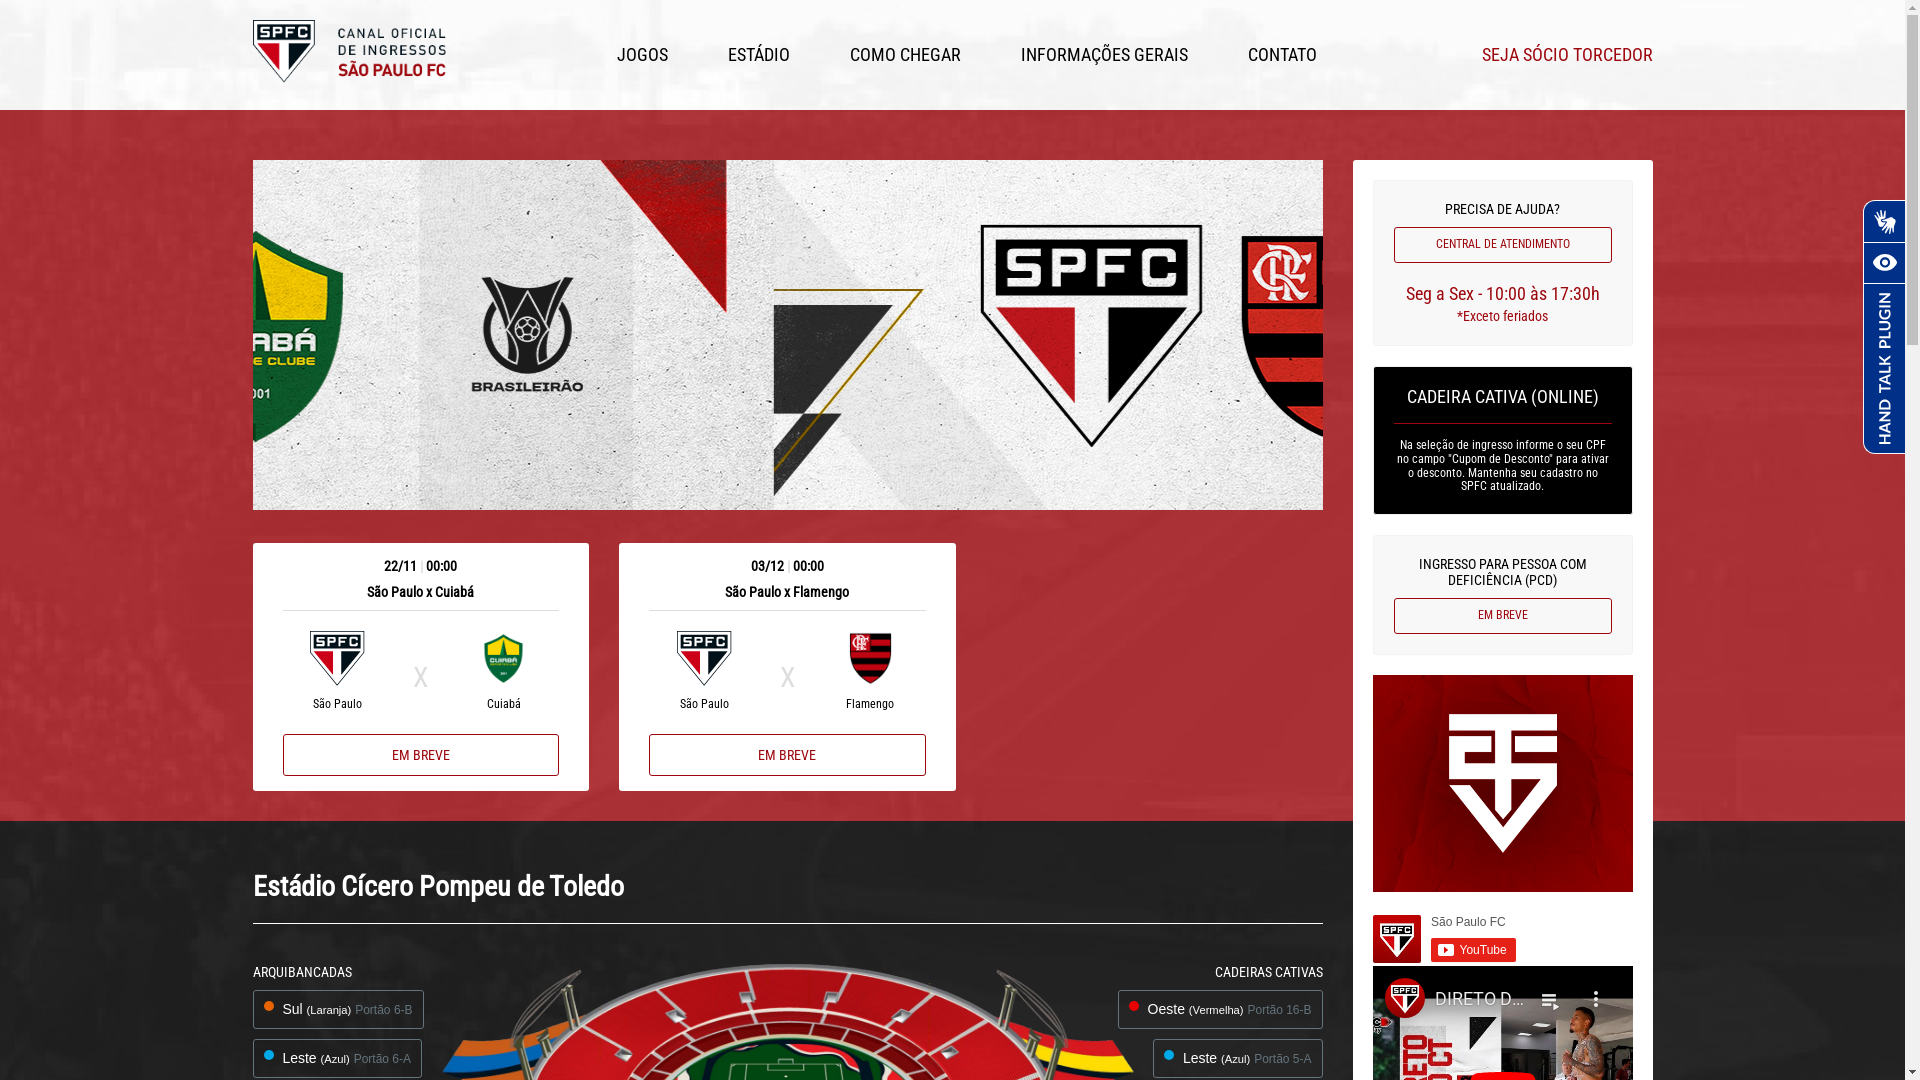 SPFC
CANAL OFICIAL
DE INGRESSOS
SÃO PAULO FC
JOGOS
ESTÁDIO
COMO CHEGAR
INFORMAÇÕES GERAIS
CONTATO
SEJA SÓCIO TORCEDOR
BRASILEIRÃO
SPFC
PRECISA DE AJUDA?
CENTRAL DE ATENDIMENTO
Seg a Sex - 10:00 às 17:30h
*Exceto feriados
CADEIRA CATIVA (ONLINE)
Na seleção de ingresso informe o seu CPF
no campo "Cupom de Desconto" para ativar
o desconto. Mantenha seu cadastro no
SPFC atualizado.
INGRESSO PARA PESSOA COM
DEFICIÊNCIA (PCD)
EM BREVE
HAND TALK PLUGIN
22/11 | 00:00
São Paulo x Cuiabá
SPFC
X
CUIABÁ
São Paulo
Cuiabá
EM BREVE
03/12 | 00:00
São Paulo x Flamengo
SPFC
X
São Paulo
Flamengo
EM BREVE
Estádio Cícero Pompeu de Toledo
ARQUIBANCADAS
Sul (Laranja) Portão 6-B
Leste (Azul) Portão 6-A
CADEIRAS CATIVAS
Oeste (Vermelha) Portão 16-B
Leste (Azul) Portão 5-A
SPFC
São Paulo FC
YouTube
SPFC
DIRETO D...